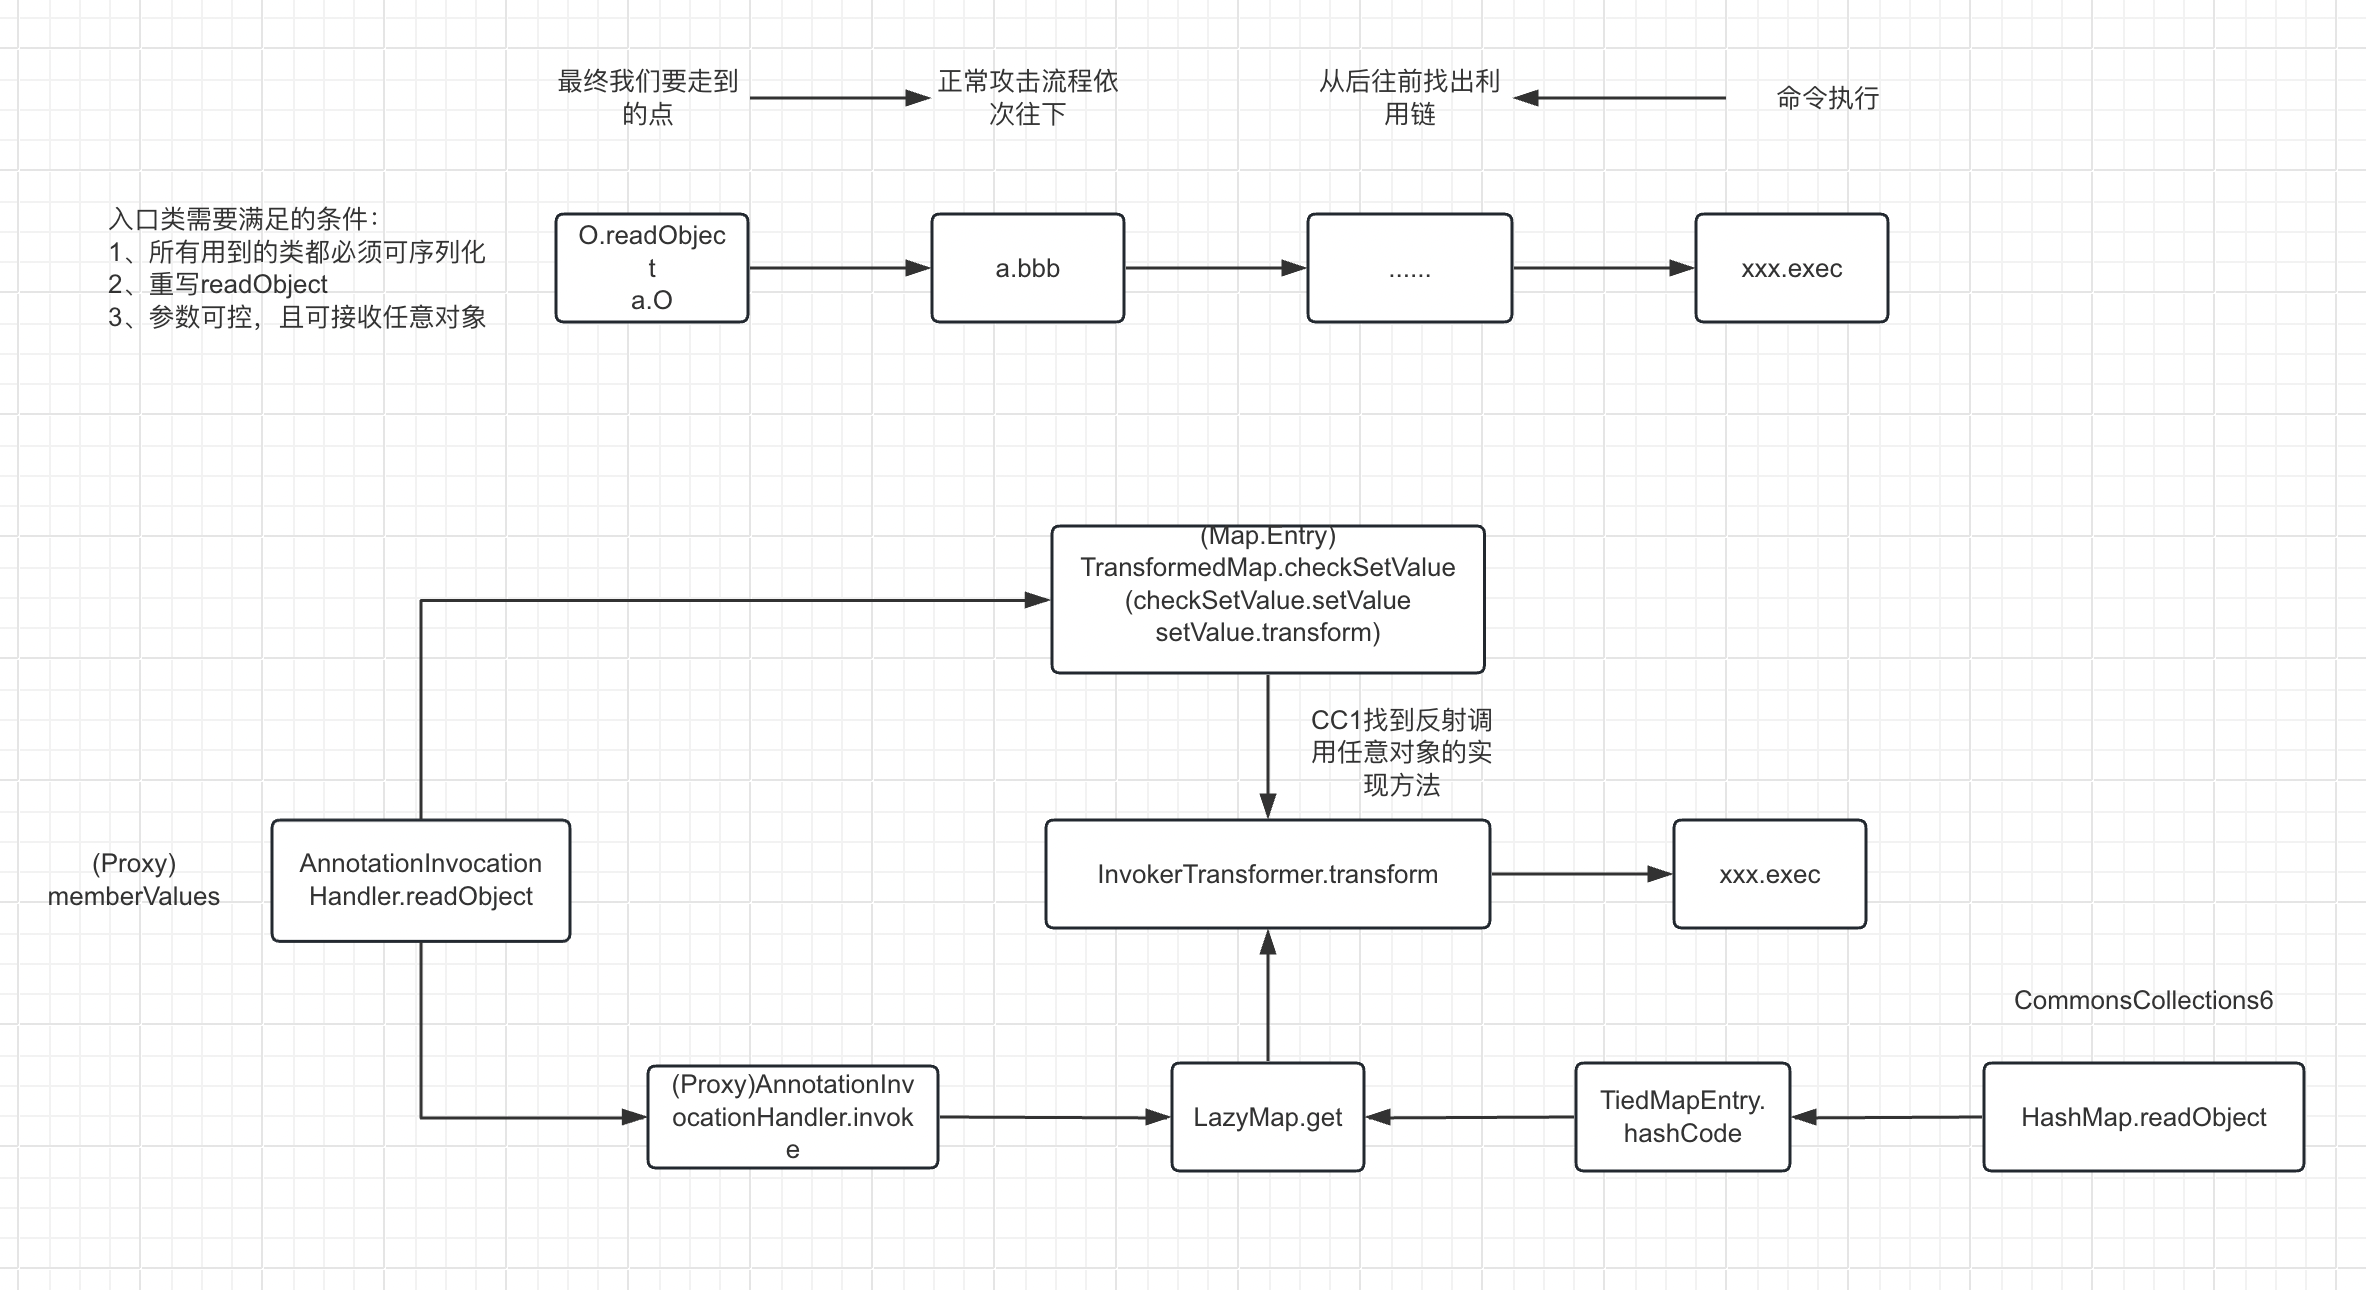 最终我们要走到
的点
正常攻击流程依
次往下
从后往前找出利
用链
命令执行
入口类需要满足的条件：
1、所有用到的类都必须可序列化
2、重写readObject
3、参数可控，且可接收任意对象
O.readObjec
t
a.O
a.bbb
......
xxx.exec
(Map.Entry)
TransformedMap.checkSetValue
(checkSetValue.setValue
setValue.transform)
CC1找到反射调
用任意对象的实
现方法
(Proxy)
memberValues
AnnotationInvocation
Handler.readObject
InvokerTransformer.transform
xxx.exec
CommonsCollections6
(Proxy)AnnotationInv
ocationHandler.invok
e
LazyMap.get
TiedMapEntry.
hashCode
HashMap.readObject